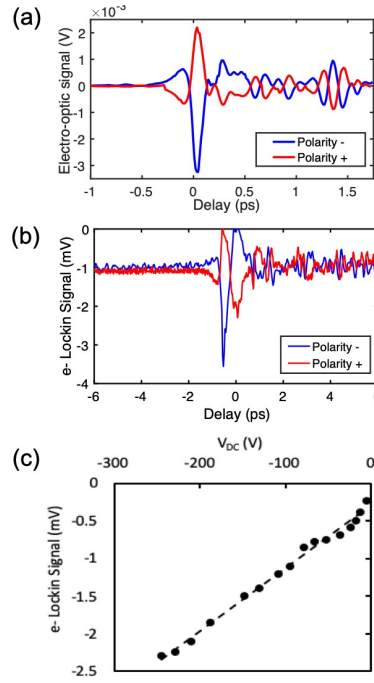 (a)
×10⁻³
Electro-optic signal (V)
2
1
0
-1
-2
-3
Polarity -
Polarity +
-1
-0.5
0
0.5
1
1.5
Delay (ps)
(b)
e- Lockin Signal (mV)
0
-1
-2
-3
-4
Polarity -
Polarity +
-6
-4
-2
0
2
4
Delay (ps)
(c)
V_DC (V)
-300
-200
-100
0
e- Lockin Signal (mV)
0
-0.5
-1
-1.5
-2
-2.5